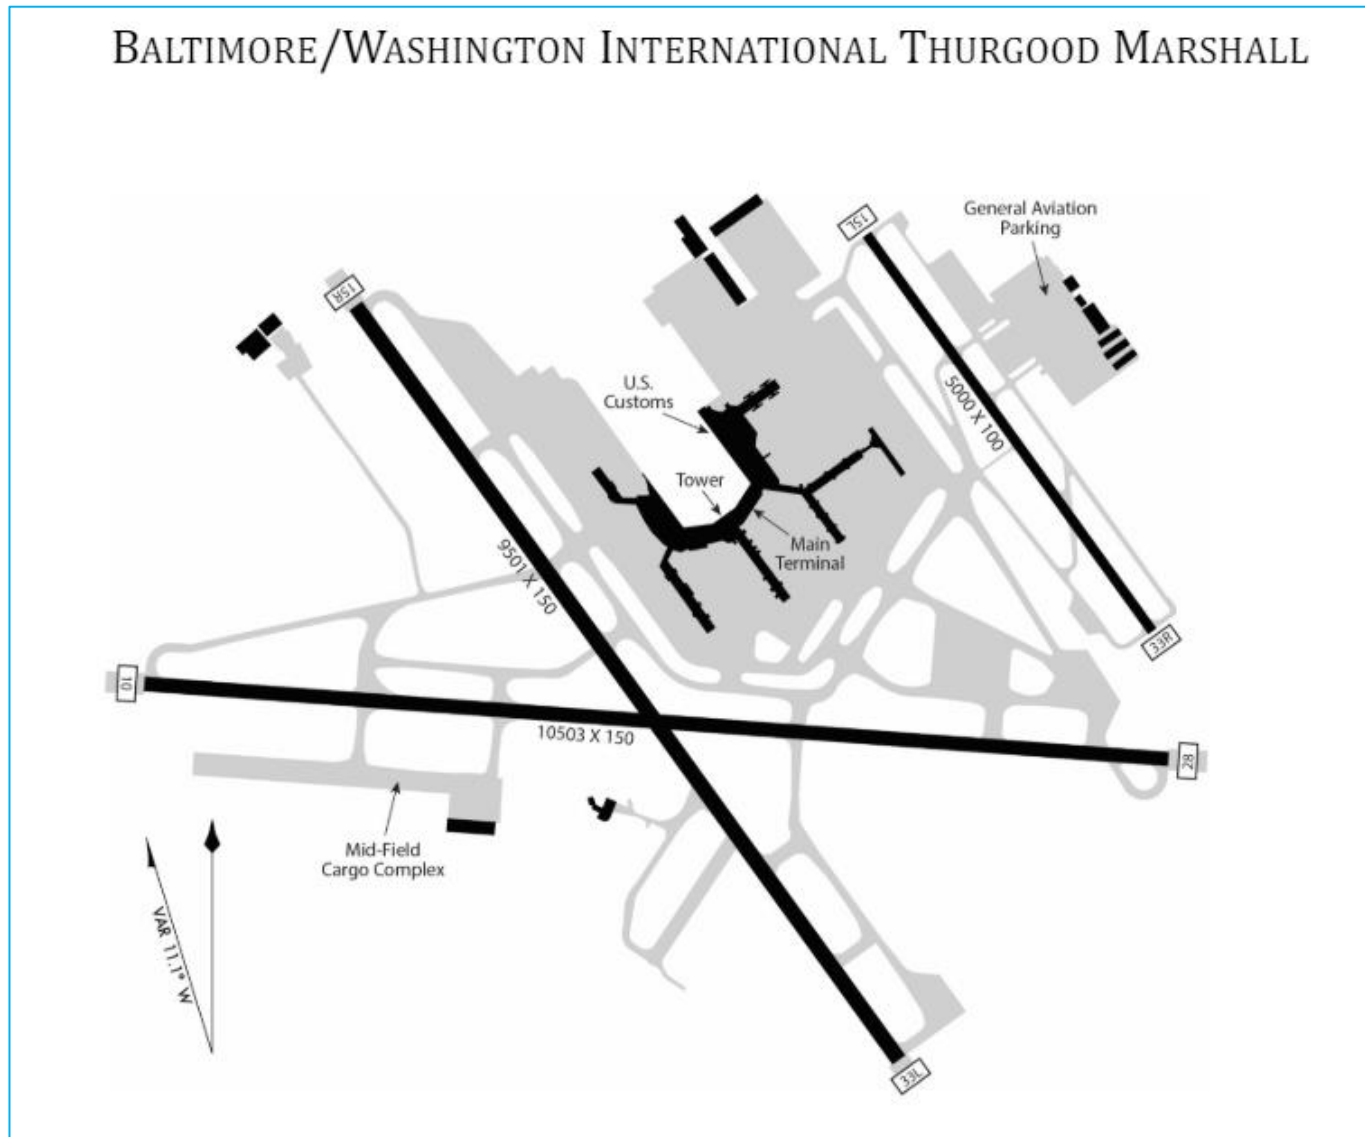 BALTIMORE/WASHINGTON INTERNATIONAL THURGOOD MARSHALL
General Aviation
Parking
15L
15R
U.S.
Customs
5000 X 100
Tower
Main
Terminal
9501 X 150
33R
10
10503 X 150
28
Mid-Field
Cargo Complex
VAR 11.1° W
33L